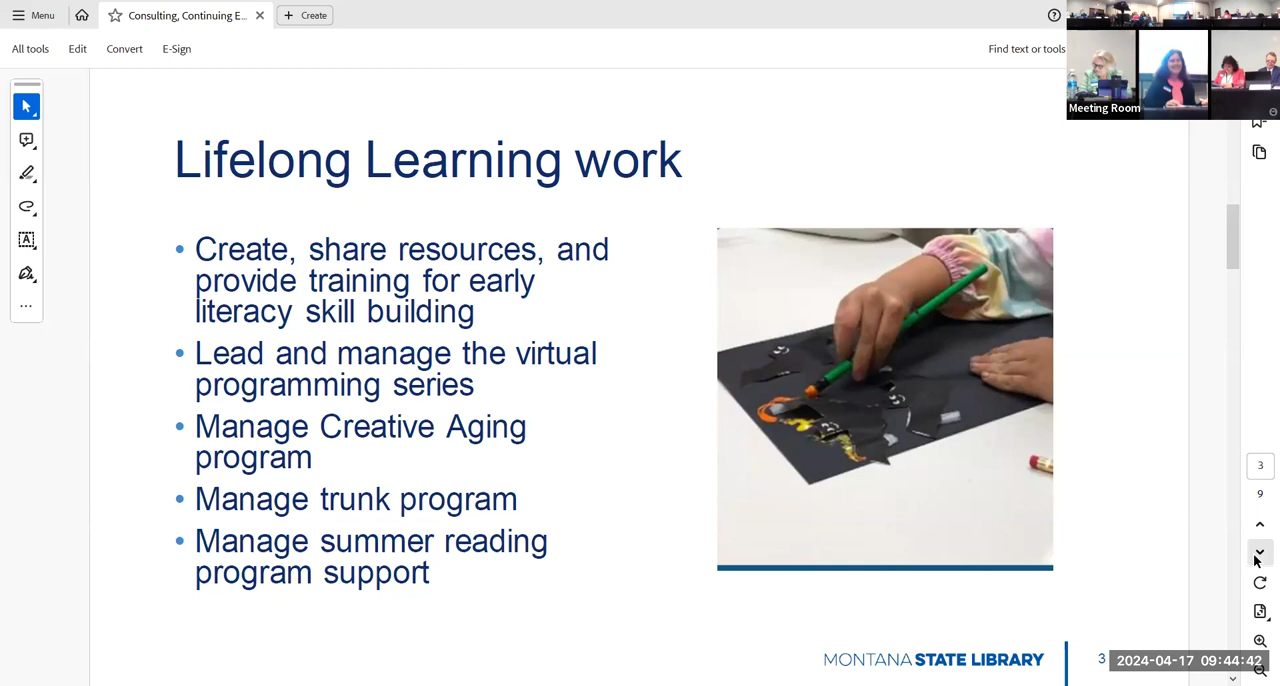 Menu
Consulting, Continuing E...
Create
All tools
Edit
Convert
E-Sign
Find text or tools
Meeting Room
Lifelong Learning work
• Create, share resources, and
provide training for early
literacy skill building
• Lead and manage the virtual
programming series
• Manage Creative Aging
program
• Manage trunk program
• Manage summer reading
program support
3
9
MONTANA STATE LIBRARY
3
2024-04-17 09:44:42